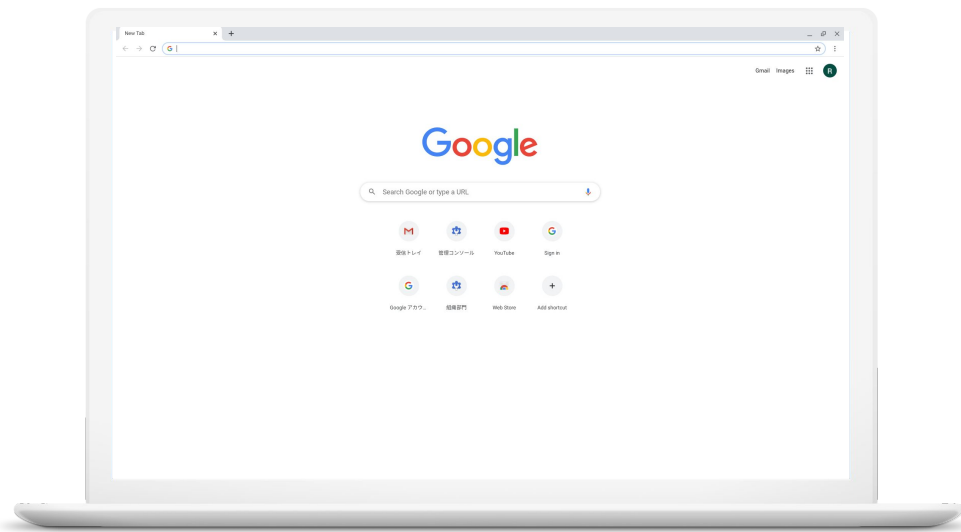 New Tab
G
Gmail Images R
Google
Search Google or type a URL
受信トレイ 管理コンソール YouTube Sign in
Google アカウ... 組織部門 Web Store Add shortcut